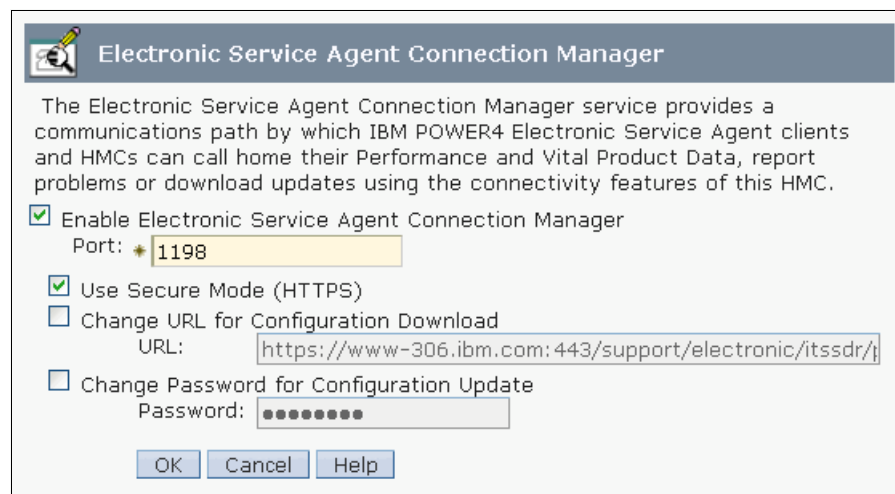 Electronic Service Agent Connection Manager
The Electronic Service Agent Connection Manager service provides a
communications path by which IBM POWER4 Electronic Service Agent clients
and HMCs can call home their Performance and Vital Product Data, report
problems or download updates using the connectivity features of this HMC.
Enable Electronic Service Agent Connection Manager
Port: * 1198
Use Secure Mode (HTTPS)
Change URL for Configuration Download
URL: https://www-306.ibm.com:443/support/electronic/itssdr/
Change Password for Configuration Update
Password: ●●●●●●●●
OK Cancel Help